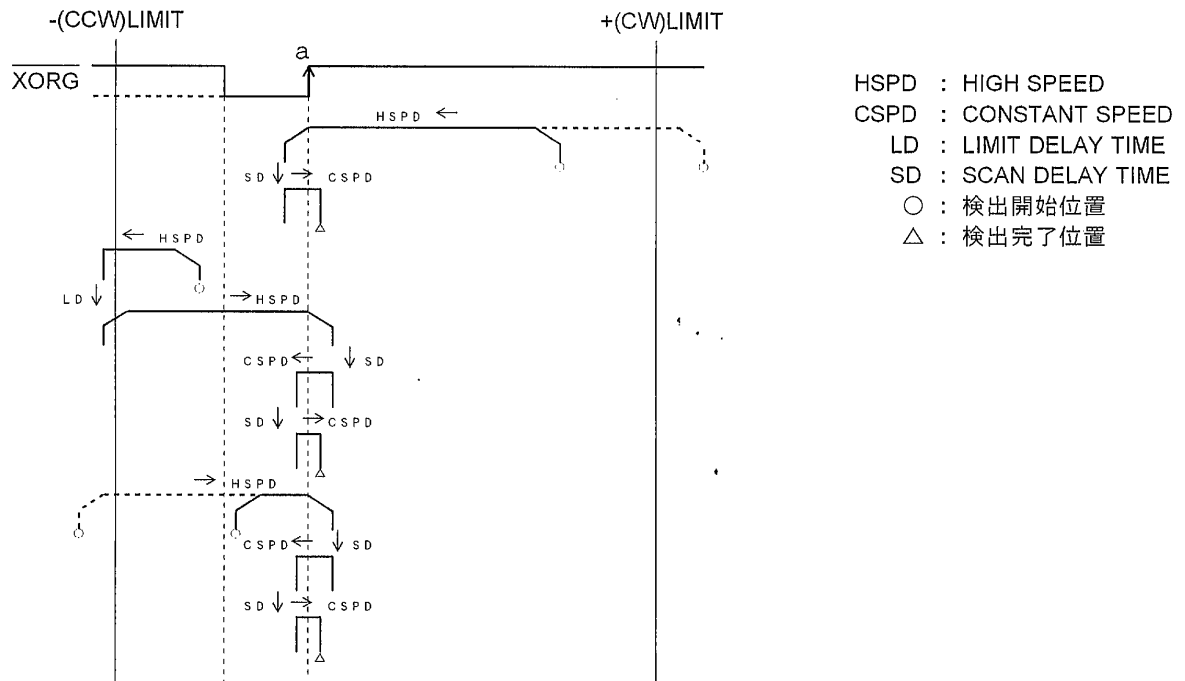 -(CCW)LIMIT
+(CW)LIMIT
a
XORG
HSPD ←
SD ↓ → CSPD
← HSPD
LD ↓
→ HSPD
CSPD ← ↓ SD
SD ↓ → CSPD
→ HSPD
CSPD ← ↓ SD
SD ↓ → CSPD
HSPD : HIGH SPEED
CSPD : CONSTANT SPEED
LD : LIMIT DELAY TIME
SD : SCAN DELAY TIME
○ : 検出開始位置
△ : 検出完了位置